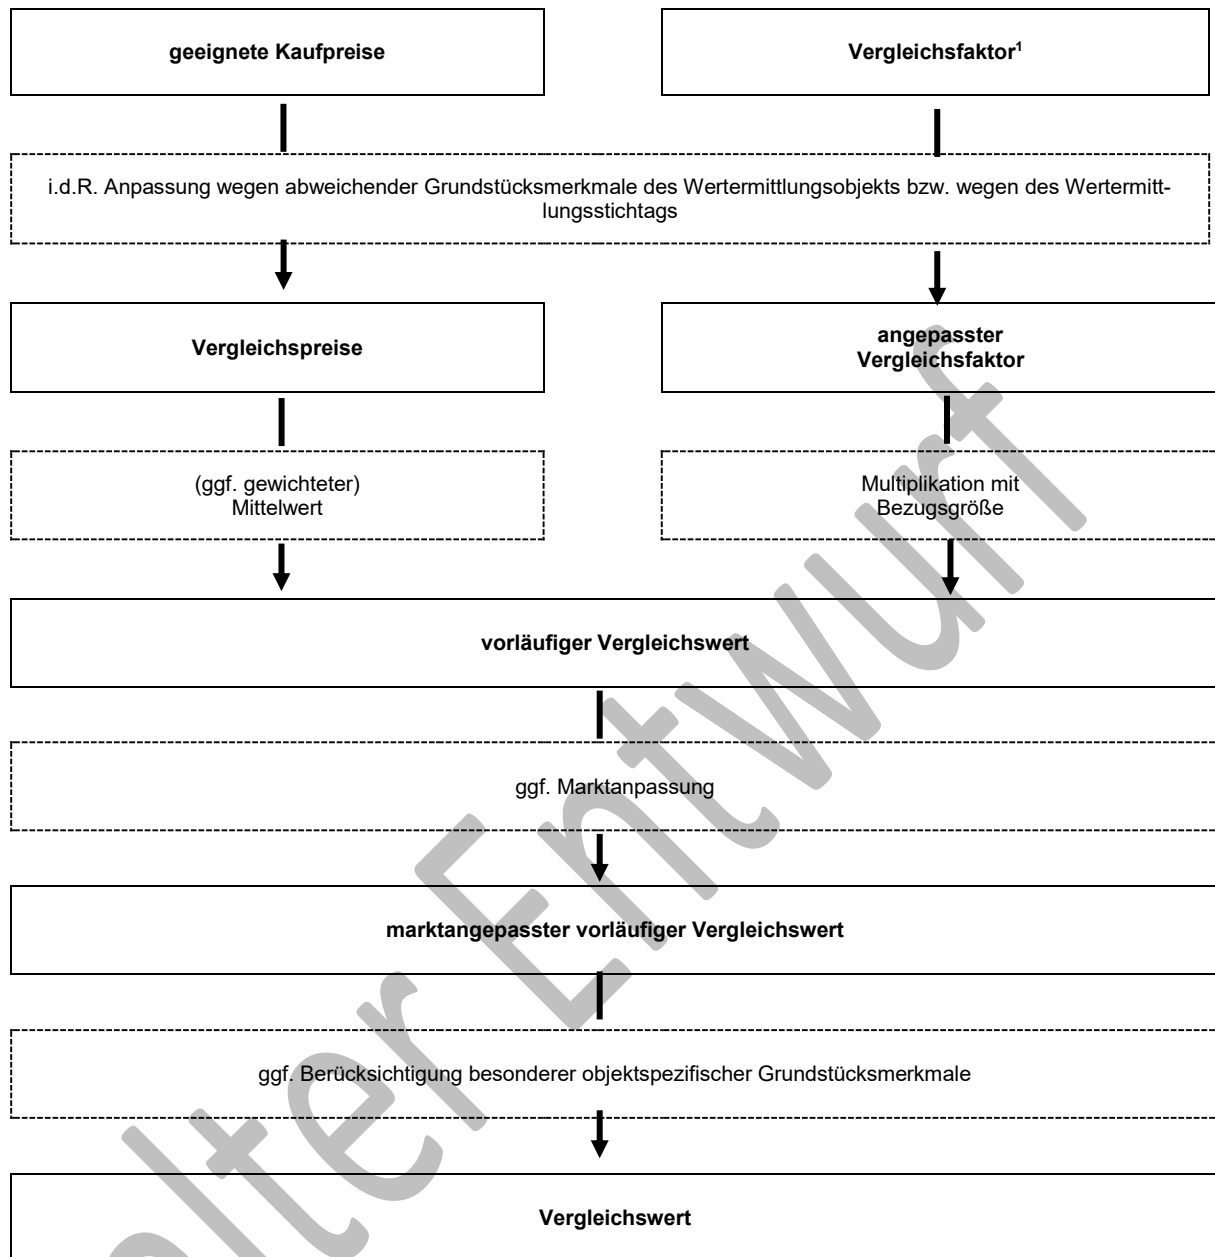 geeignete Kaufpreise
Vergleichsfaktor¹
i.d.R. Anpassung wegen abweichender Grundstücksmerkmale des Wertermittlungsobjekts bzw. wegen des Wertermitt-
lungsstichtags
Vergleichspreise
angepasster
Vergleichsfaktor
(ggf. gewichteter)
Mittelwert
Multiplikation mit
Bezugsgröße
vorläufiger Vergleichswert
ggf. Marktanpassung
marktangepasster vorläufiger Vergleichswert
ggf. Berücksichtigung besonderer objektspezifischer Grundstücksmerkmale
Vergleichswert
alter Entwurf